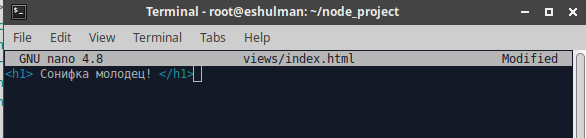 Terminal - root@eshulman: ~/node_project
File Edit View Terminal Tabs Help
GNU nano 4.8 views/index.html Modified
<h1> Сонифка молодец! </h1>